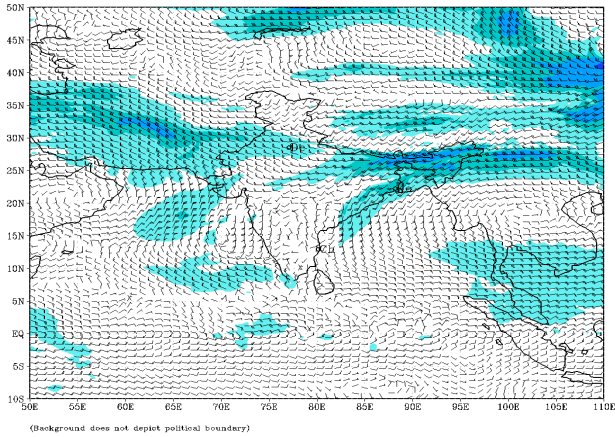 50N
45N
40N
35N
30N
25N
20N
15N
10N
5N
EQ
5S
10S
50E 55E 60E 65E 70E 75E 80E 85E 90E 95E 100E 105E 110E
(Background does not depict political boundary)